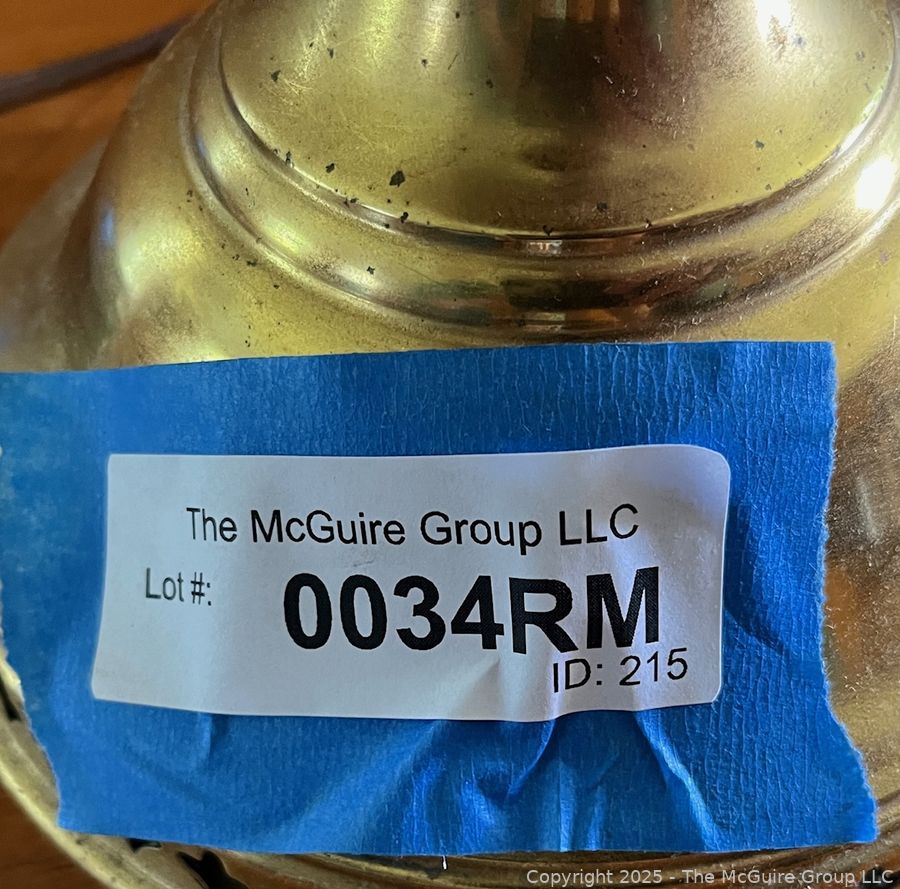 The McGuire Group LLC
Lot #: 0034RM
ID: 215
Copyright 2025 - The McGuire Group LLC